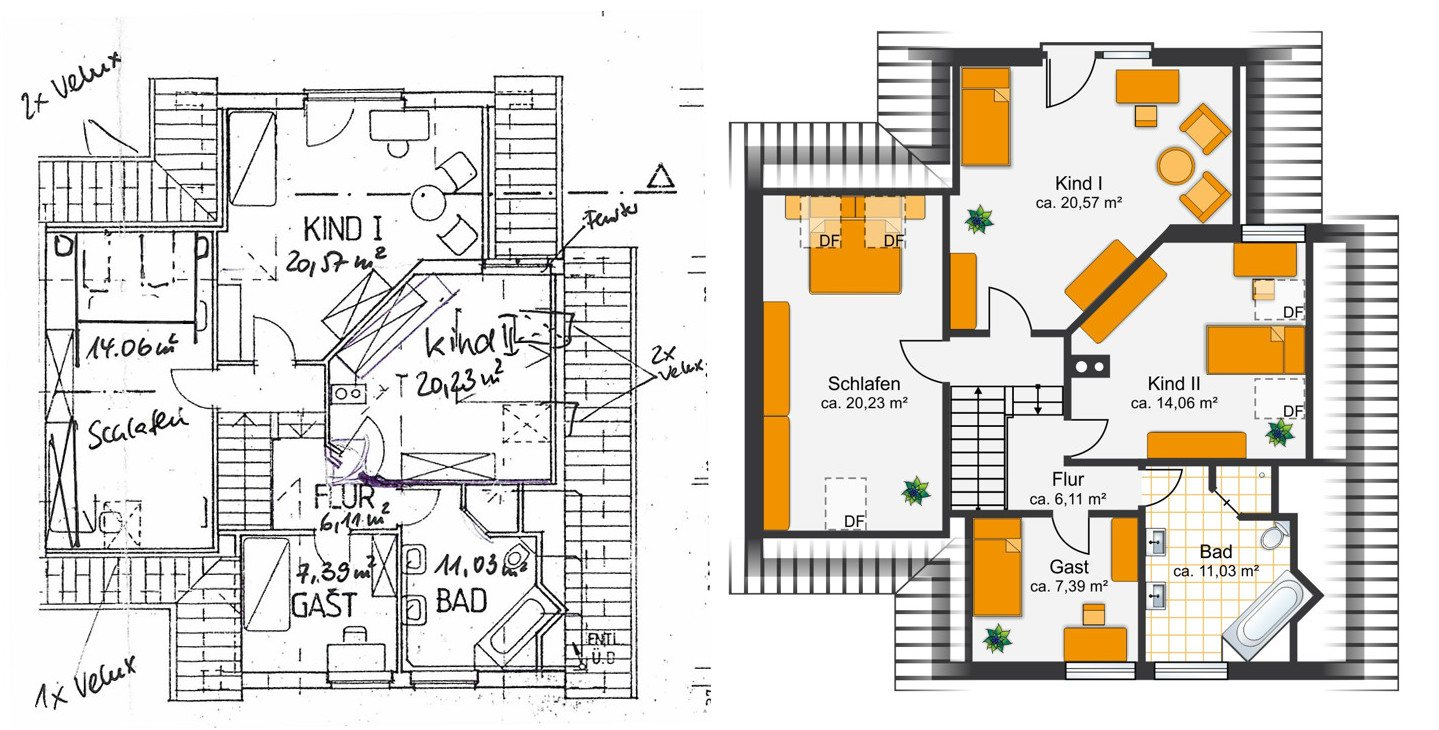 2x Velux
Fenster
KIND I
20,57 m²
14.06 m²
Kind II
20,23 m²
2x
Velux
Schlafen
FLUR
6,11 m²
7,39 m²
GAST
11,03 m²
BAD
ENTL
Ü.D
1x Velux
Kind I
ca. 20,57 m²
DF
DF
DF
Schlafen
ca. 20,23 m²
Kind II
ca. 14,06 m²
DF
Flur
ca. 6,11 m²
DF
Gast
ca. 7,39 m²
Bad
ca. 11,03 m²